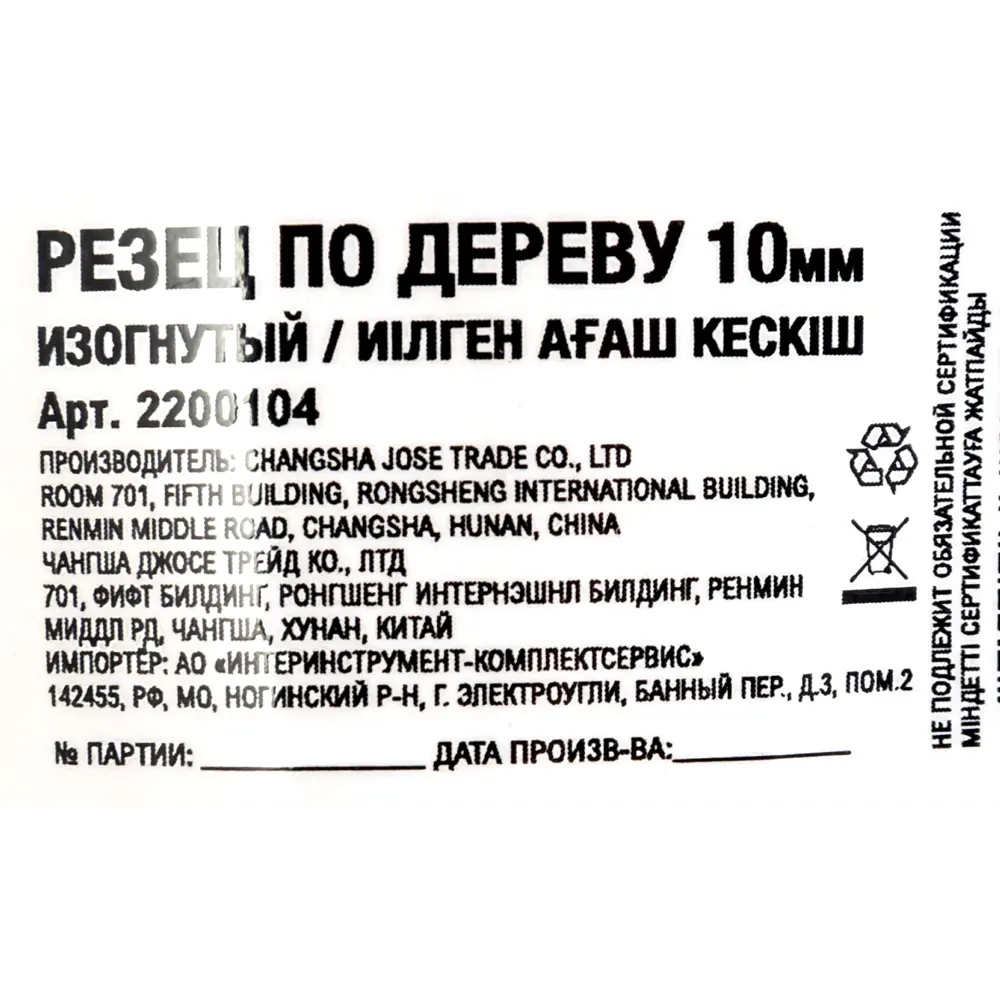 РЕЗЕЦ ПО ДЕРЕВУ 10мм
ИЗОГНУТЫЙ / ИІЛГЕН АҒАШ КЕСКІШ
Арт. 2200104
ПРОИЗВОДИТЕЛЬ: CHANGSHA JOSE TRADE CO., LTD
ROOM 701, FIFTH BUILDING, RONGSHENG INTERNATIONAL BUILDING,
RENMIN MIDDLE ROAD, CHANGSHA, HUNAN, CHINA
ЧАНГША ДЖОСЕ ТРЕЙД КО., ЛТД
701, ФИФТ БИЛДИНГ, РОНГШЕНГ ИНТЕРНЭШНЛ БИЛДИНГ, РЕНМИН
МИДДЛ РД, ЧАНГША, ХУНАН, КИТАЙ
ИМПОРТЕР: АО «ИНТЕРИНСТРУМЕНТ-КОМПЛЕКТСЕРВИС»
142455, РФ, МО, НОГИНСКИЙ Р-Н, Г. ЭЛЕКТРОУГЛИ, БАННЫЙ ПЕР., Д.3, ПОМ.2
№ ПАРТИИ: ____________ ДАТА ПРОИЗВ-ВА: ____________
НЕ ПОДЛЕЖИТ ОБЯЗАТЕЛЬНОЙ СЕРТИФИКАЦИИ
МІНДЕТТІ СЕРТИФИКАТТАУҒА ЖАТПАЙДЫ